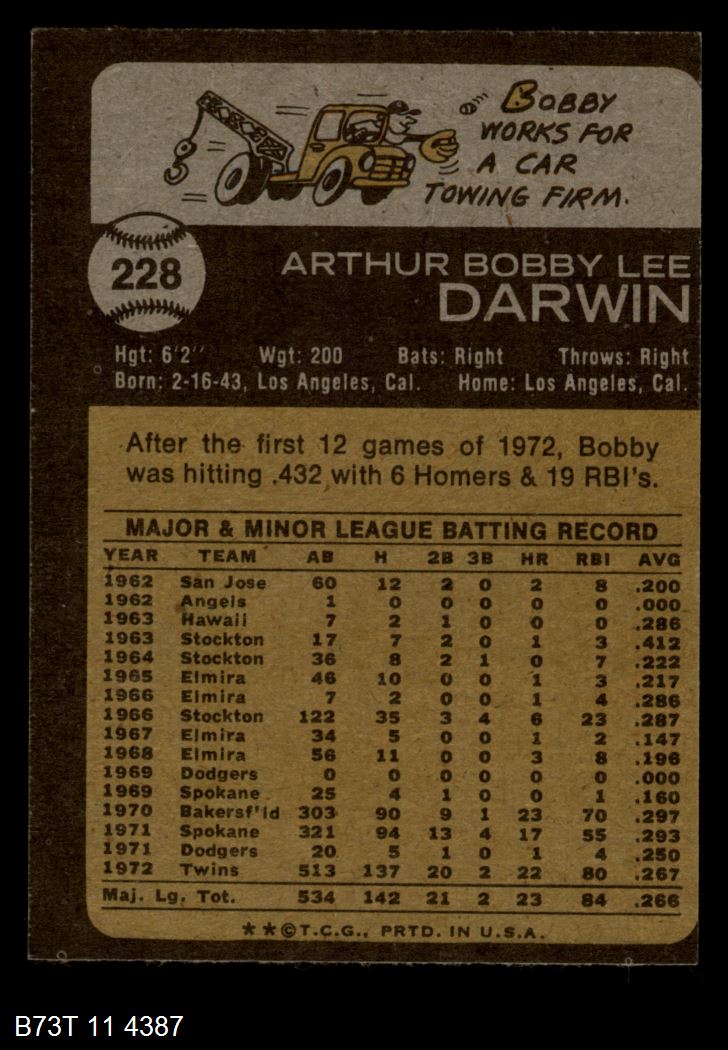 BOBBY
WORKS FOR
A CAR
TOWING FIRM.
228
ARTHUR BOBBY LEE
DARWIN
Hgt: 6'2" Wgt: 200 Bats: Right Throws: Right
Born: 2-16-43, Los Angeles, Cal. Home: Los Angeles, Cal.
After the first 12 games of 1972, Bobby
was hitting .432 with 6 Homers & 19 RBI's.
MAJOR & MINOR LEAGUE BATTING RECORD
YEAR TEAM AB H 2B 3B HR RBI AVG
1962 San Jose 60 12 2 0 2 8 .200
1962 Angels 1 0 0 0 0 0 .000
1963 Hawaii 7 2 1 0 0 0 .286
1963 Stockton 17 7 2 0 1 3 .412
1964 Stockton 36 8 2 1 0 7 .222
1965 Elmira 46 10 0 0 1 3 .217
1966 Elmira 7 2 0 0 1 4 .286
1966 Stockton 122 35 3 4 6 23 .287
1967 Elmira 34 5 0 0 1 2 .147
1968 Elmira 56 11 0 0 3 8 .196
1969 Dodgers 0 0 0 0 0 0 .000
1969 Spokane 25 4 1 0 0 1 .160
1970 Bakersf'ld 303 90 9 1 23 70 .297
1971 Spokane 321 94 13 4 17 55 .293
1971 Dodgers 20 5 1 0 1 4 .250
1972 Twins 513 137 20 2 22 80 .267
Maj. Lg. Tot. 534 142 21 2 23 84 .266
**©T.C.G., PRTD. IN U.S.A.
B73T 11 4387